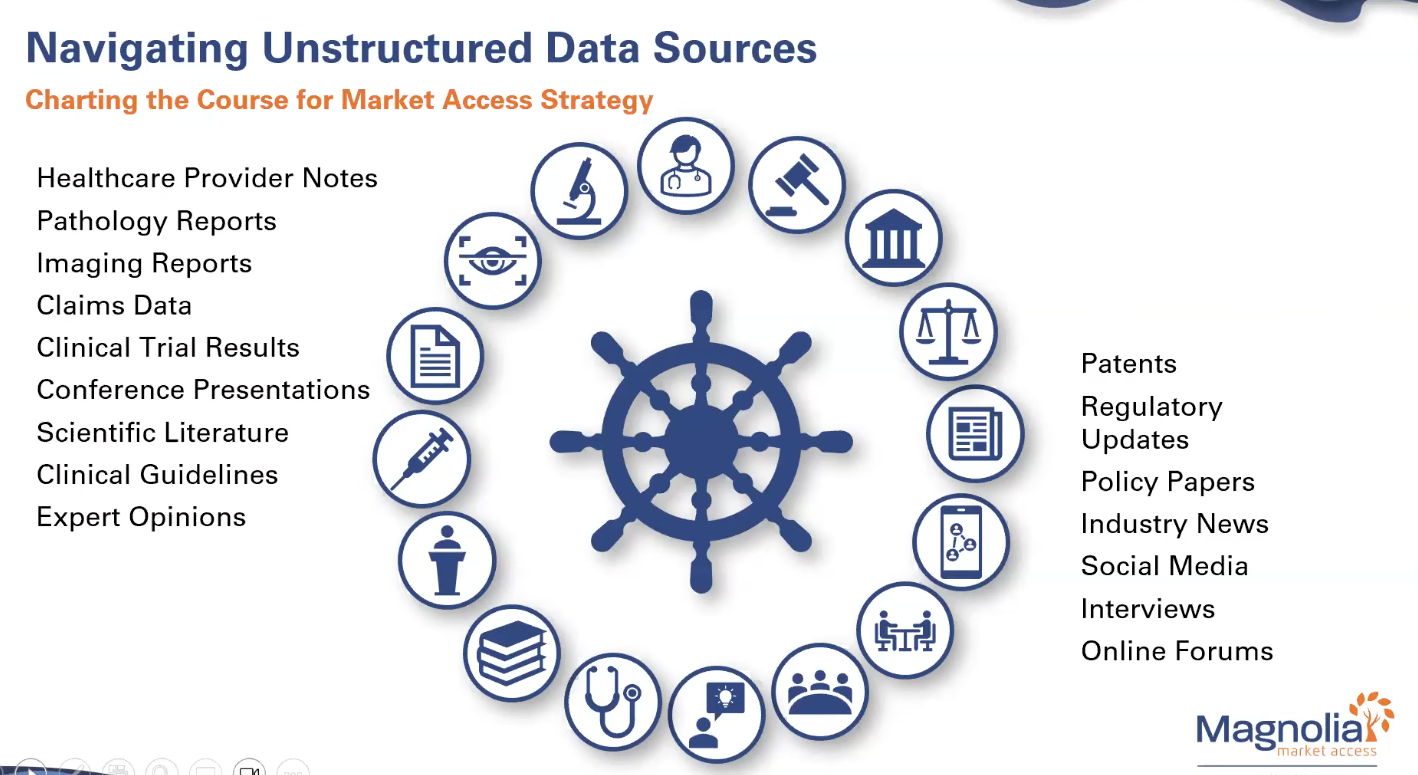 Navigating Unstructured Data Sources
Charting the Course for Market Access Strategy
Healthcare Provider Notes
Pathology Reports
Imaging Reports
Claims Data
Clinical Trial Results
Conference Presentations
Scientific Literature
Clinical Guidelines
Expert Opinions
Patents
Regulatory
Updates
Policy Papers
Industry News
Social Media
Interviews
Online Forums
Magnolia
market access